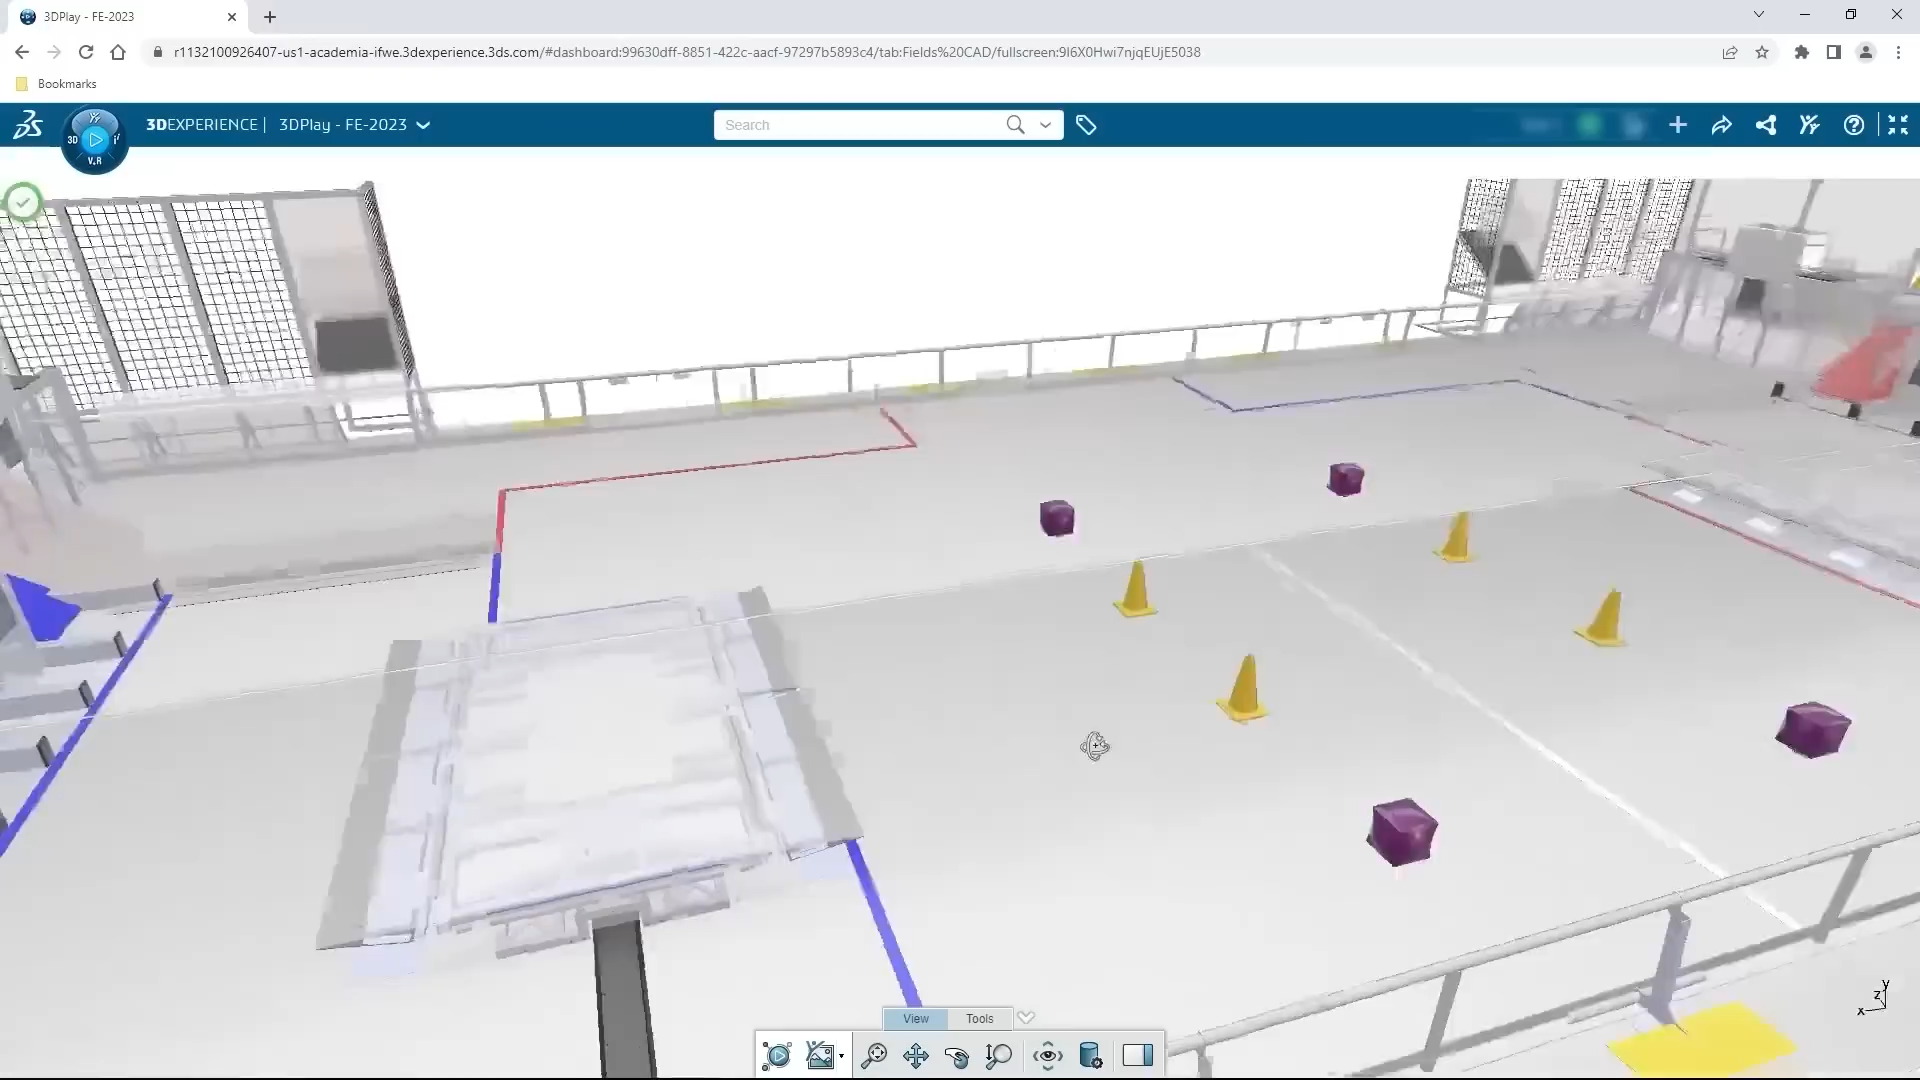 3DPlay - FE-2023
r1132100926407-us1-academia-ifwe.3dexperience.3ds.com/#dashboard:99630dff-8851-422c-aacf-97297b5893c4/tab:Fields%20CAD/fullscreen:9I6X0Hwi7njqEUjE5038
Bookmarks
3DEXPERIENCE | 3DPlay - FE-2023
Search
3D
V.R
View
Tools
y
z
x